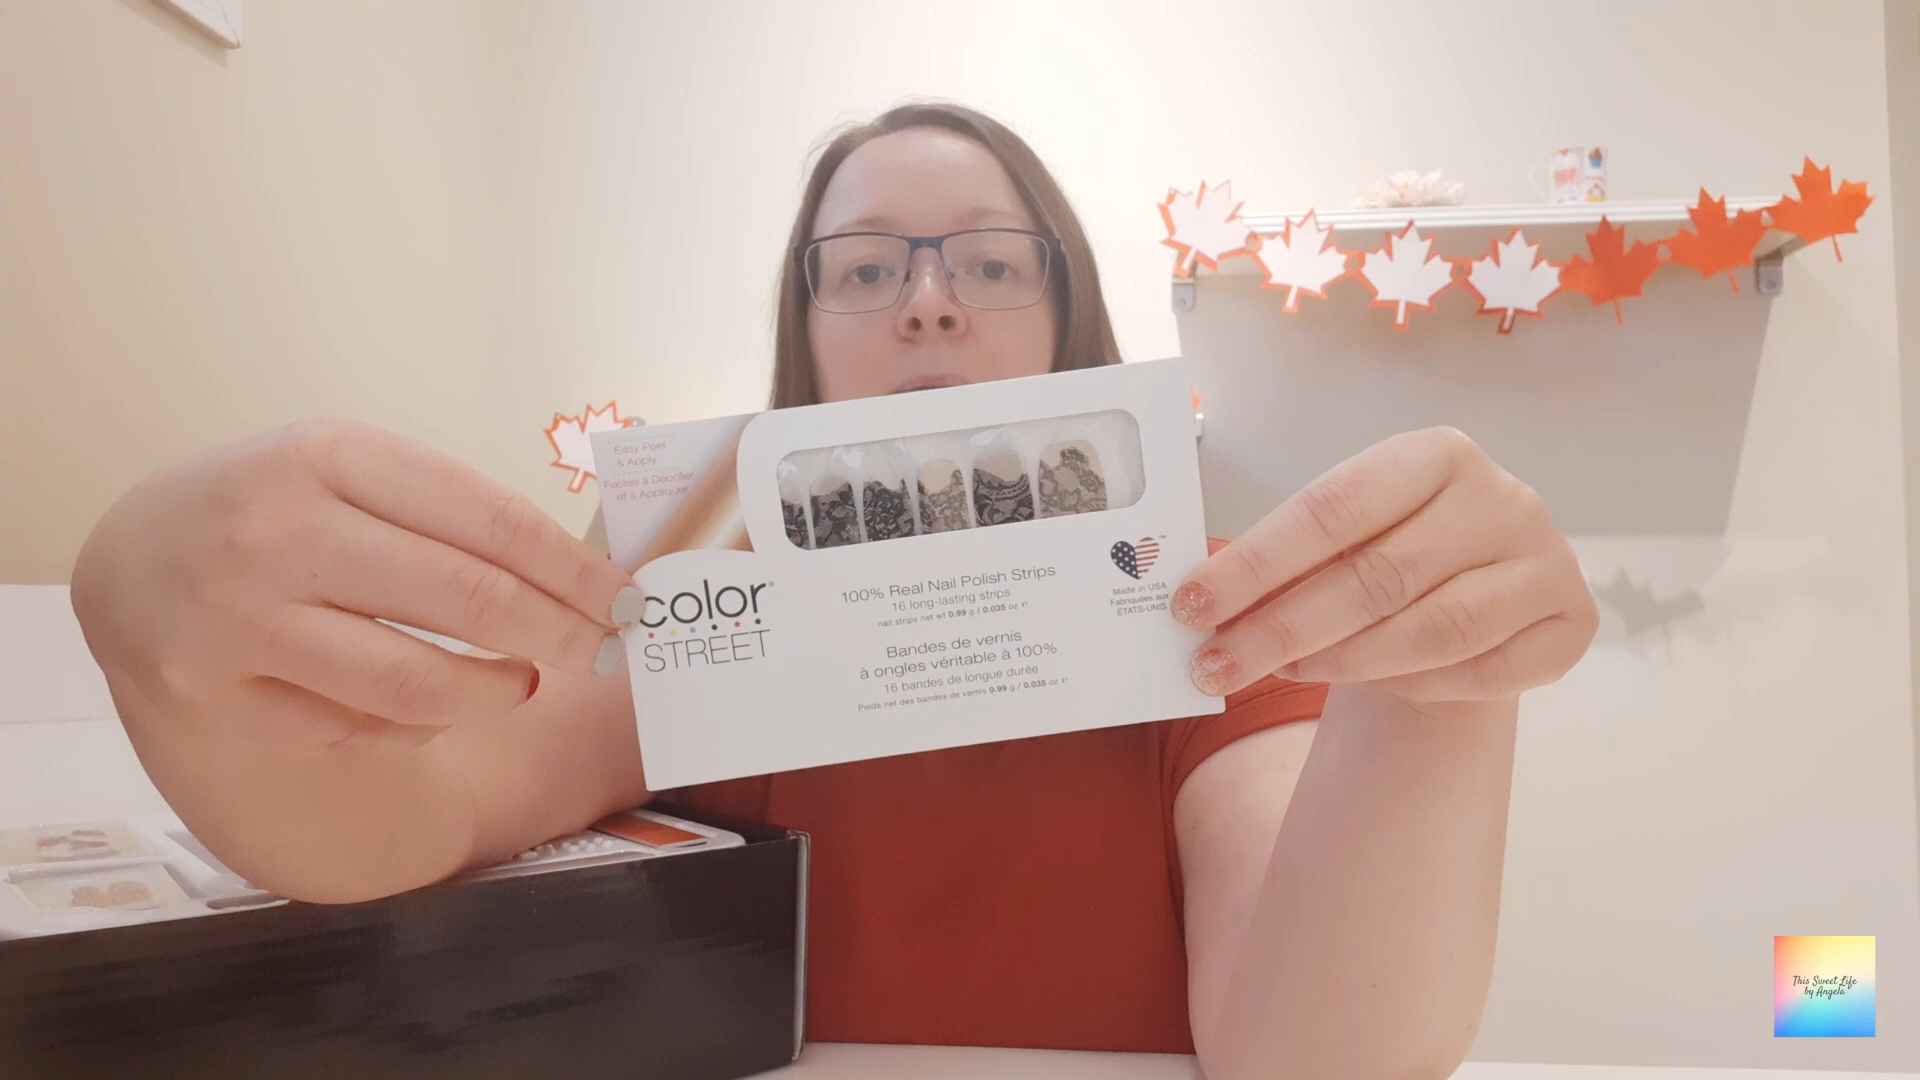 Easy Peel
& Apply
Faciles à Décoller
et à Appliquer
color
STREET
100% Real Nail Polish Strips
16 long-lasting strips
nail strips net wt 0.99 g / 0.035 oz ℮
Bandes de vernis
à ongles véritable à 100%
16 bandes de longue durée
Poids net des bandes de vernis 0.99 g / 0.035 oz ℮
™
Made in USA
Fabriquées aux
ÉTATS-UNIS
This Sweet Life
by Angela